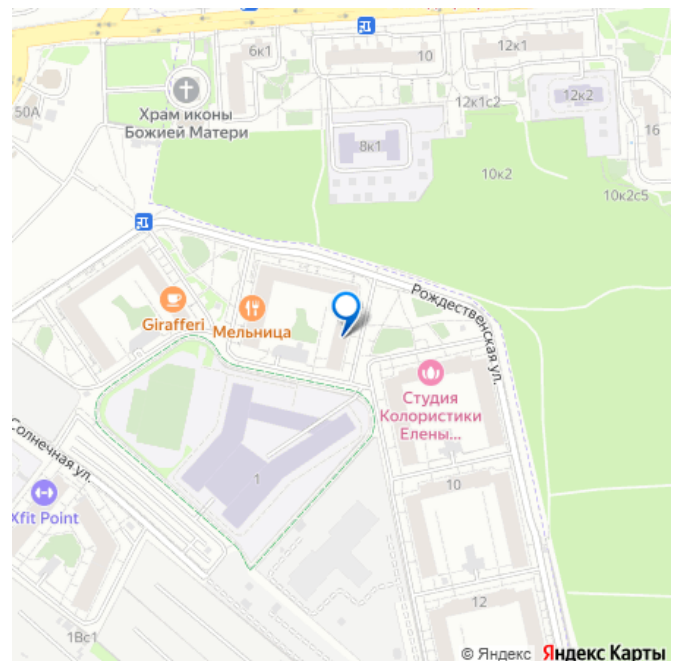 6к1
10
12к1
50А
Храм иконы
Божией Матери
12к1с2
12к2
8к1
16
10к2
10к2с5
Рождественская ул.
Girafferi
Мельница
Студия
Колористики
Елены...
Солнечная ул.
1
10
Xfit Point
12
1Вс1
© Яндекс Яндекс Карты